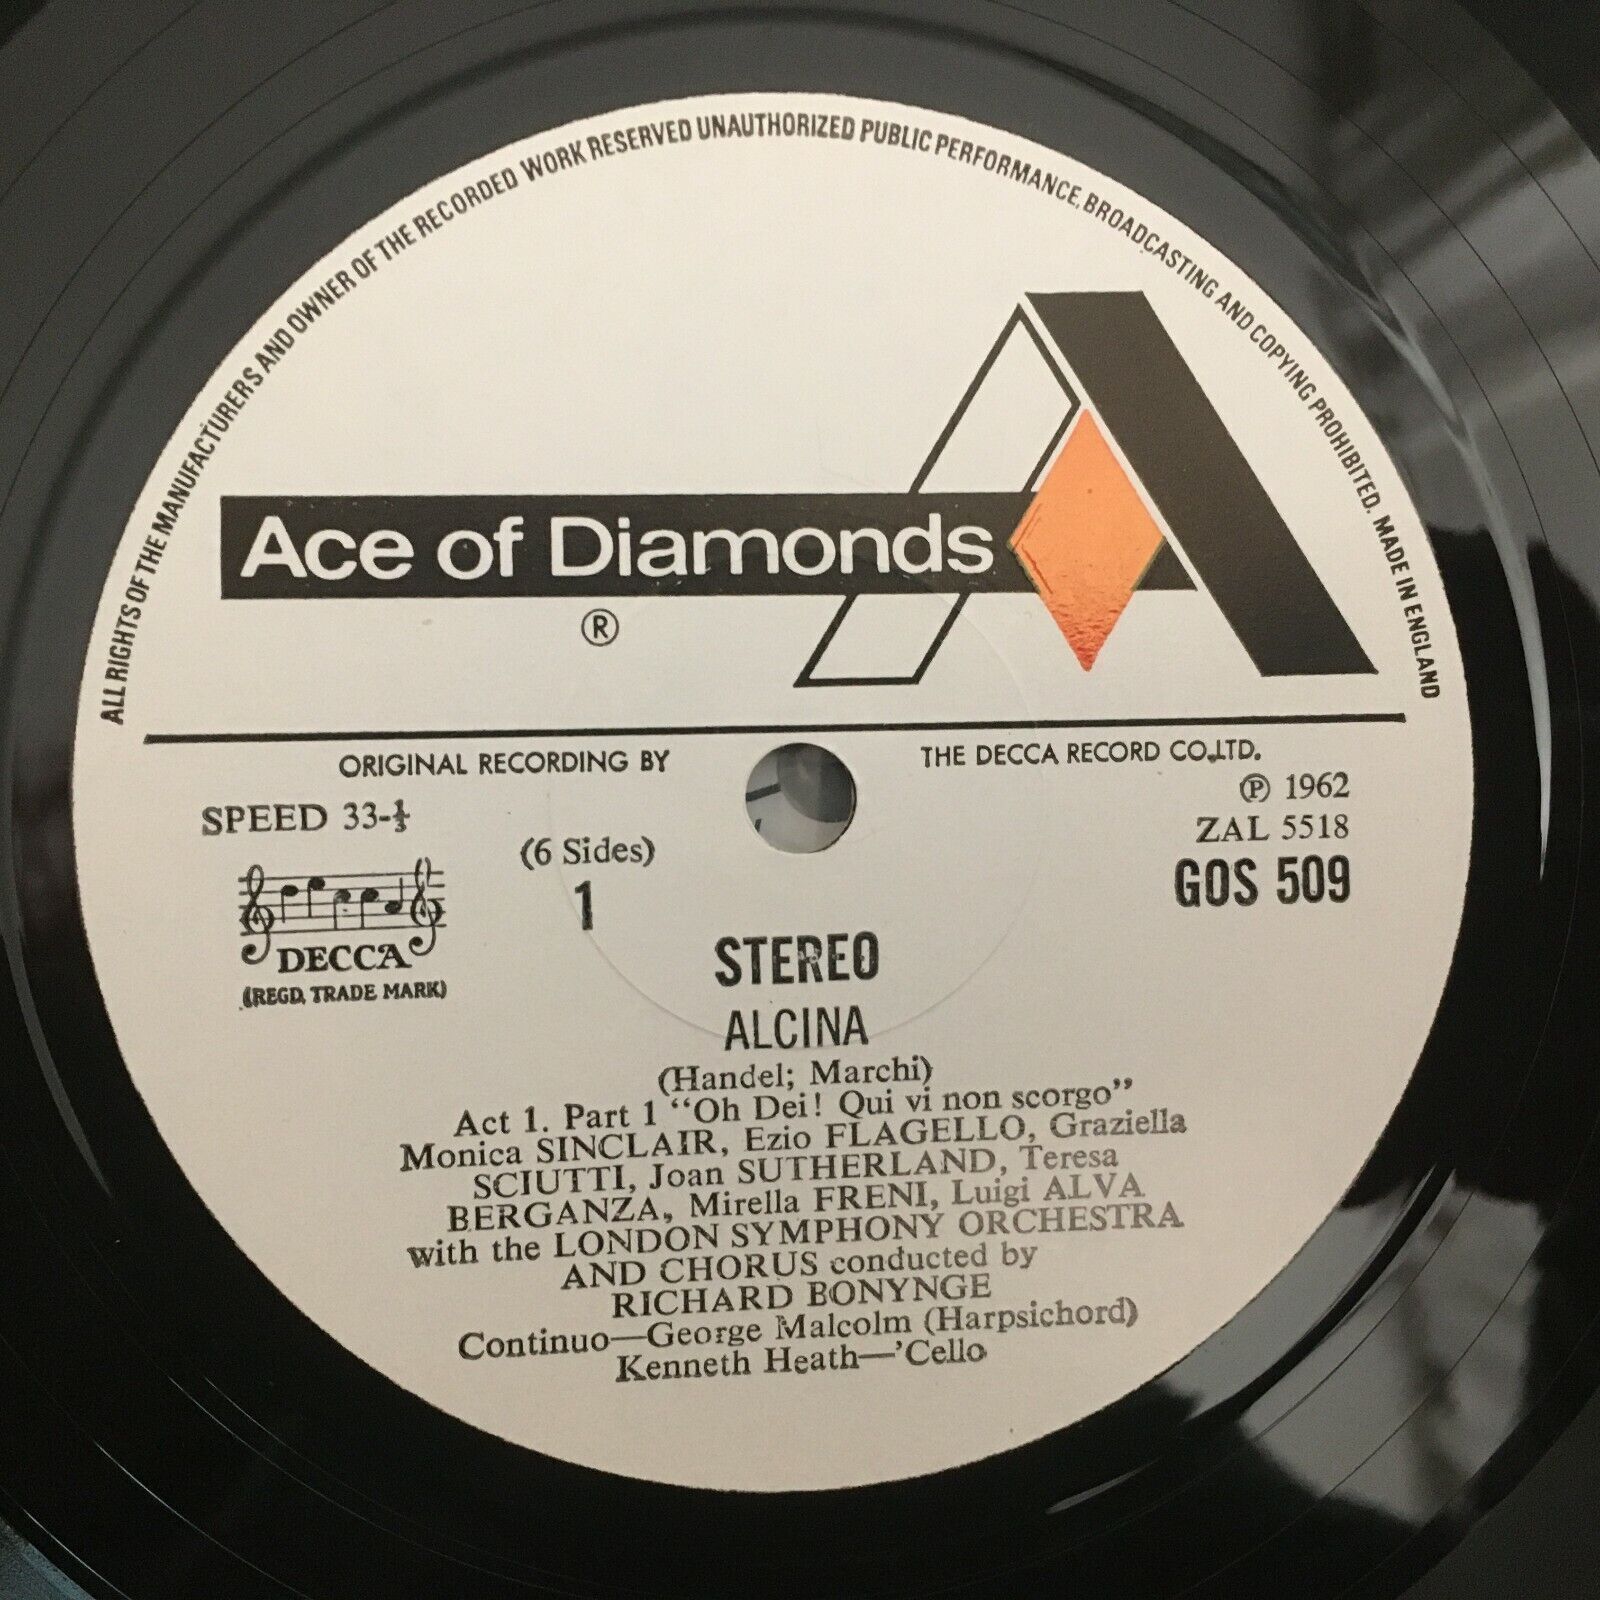 ALL RIGHTS OF THE MANUFACTURERS AND OWNER OF THE RECORDED WORK RESERVED UNAUTHORIZED PUBLIC PERFORMANCE, BROADCASTING AND COPYING PROHIBITED. MADE IN ENGLAND
Ace of Diamonds
®
ORIGINAL RECORDING BY THE DECCA RECORD CO., LTD.
SPEED 33-⅓
℗ 1962
ZAL 5518
(6 Sides)
GOS 509
1
DECCA
(REGD. TRADE MARK)
STEREO
ALCINA
(Handel; Marchi)
Act 1. Part 1 “Oh Dei! Qui vi non scorgo”
Monica SINCLAIR, Ezio FLAGELLO, Graziella
SCIUTTI, Joan SUTHERLAND, Teresa
BERGANZA, Mirella FRENI, Luigi ALVA
with the LONDON SYMPHONY ORCHESTRA
AND CHORUS conducted by
RICHARD BONYNGE
Continuo—George Malcolm (Harpsichord)
Kenneth Heath—’Cello